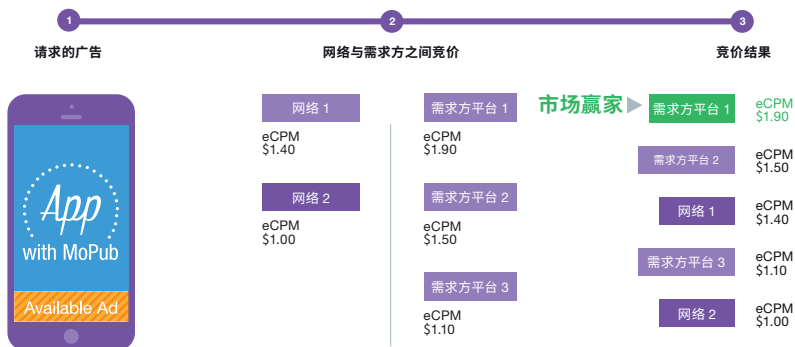 1
2
3
请求的广告
网络与需求方之间竞价
竞价结果
App
with MoPub
Available Ad
网络 1
eCPM
$1.40
网络 2
eCPM
$1.00
需求方平台 1
eCPM
$1.90
需求方平台 2
eCPM
$1.50
需求方平台 3
eCPM
$1.10
市场赢家
需求方平台 1
eCPM
$1.90
需求方平台 2
eCPM
$1.50
网络 1
eCPM
$1.40
需求方平台 3
eCPM
$1.10
网络 2
eCPM
$1.00